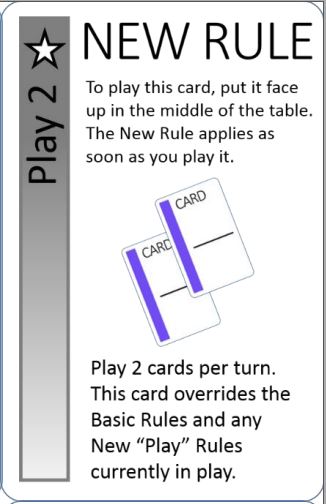 NEW RULE
Play 2
To play this card, put it face
up in the middle of the table.
The New Rule applies as
soon as you play it.
CARD
CARD
Play 2 cards per turn.
This card overrides the
Basic Rules and any
New “Play” Rules
currently in play.